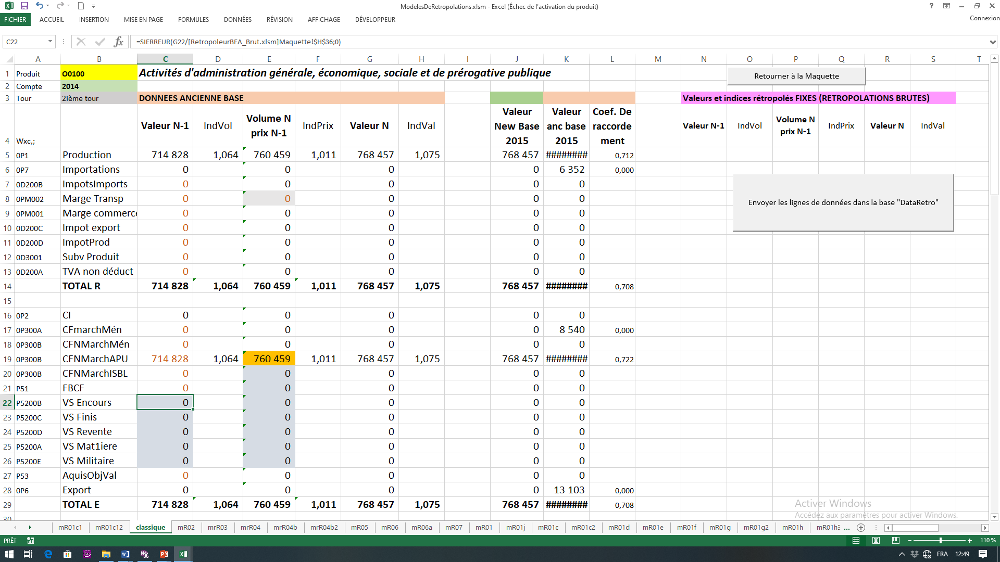 ModelesDeRetropolations.xlsm - Excel (Échec de l'activation du produit)
FICHIER ACCUEIL INSERTION MISE EN PAGE FORMULES DONNÉES RÉVISION AFFICHAGE DÉVELOPPEUR Connexion
C22 =SIERREUR(G22/[RetropoleurBFA_Brut.xlsm]Maquette!$H$36;0)
A B C D E F G H I J K L M N O P Q R S T
1 Produit O0100 Activités d'administration générale, économique, sociale et de prérogative publique Retourner à la Maquette
2 Compte 2014
3 Tour 2ième tour DONNEES ANCIENNE BASE Valeurs et indices rétropolés FIXES (RETROPOLATIONS BRUTES)
4 Wxc,; Valeur N-1 IndVol Volume N prix N-1 IndPrix Valeur N IndVal Valeur New Base 2015 Valeur anc base 2015 Coef. De raccorde ment Valeur N-1 IndVol Volume N prix N-1 IndPrix Valeur N IndVal
5 0P1 Production 714 828 1,064 760 459 1,011 768 457 1,075 768 457 ######## 0,712
6 0P7 Importations 0 0 0 0 6 352 0,000
7 0D200B ImpotsImports 0 0 0 0 0
8 0PM002 Marge Transp 0 0 0 0 0
9 0PM001 Marge commerce 0 0 0 0 0
Envoyer les lignes de données dans la base "DataRetro"
10 0D200C Impot export 0 0 0 0 0
11 0D200D ImpotProd 0 0 0 0 0
12 0D3001 Subv Produit 0 0 0 0 0
13 0D200A TVA non déduct 0 0 0 0 0
14 TOTAL R 714 828 1,064 760 459 1,011 768 457 1,075 768 457 ######## 0,708
15
16 0P2 CI 0 0 0 0 0
17 0P300A CFmarchMén 0 0 0 0 8 540 0,000
18 0P300B CFNMarchMén 0 0 0 0 0
19 0P300B CFNMarchAPU 714 828 1,064 760 459 1,011 768 457 1,075 768 457 ######## 0,722
20 0P300B CFNMarchISBL 0 0 0 0 0
21 P51 FBCF 0 0 0 0 0
22 P5200B VS Encours 0 0 0 0 0
23 P5200C VS Finis 0 0 0 0 0
24 P5200D VS Revente 0 0 0 0 0
25 P5200A VS Mat1iere 0 0 0 0 0
26 P5200E VS Militaire 0 0 0 0 0
27 P53 AquisObjVal 0 0 0 0 0
28 0P6 Export 0 0 0 0 13 103 0,000
29 TOTAL E 714 828 1,064 760 459 1,011 768 457 1,075 768 457 ######## 0,708
30
Activer Windows
Accédez aux paramètres pour activer Windows.
mR01c1 mR01c12 classique mR02 mrR03 mrR04 mrR04b mrR04b2 mR05 mR06 mR06a mR07 mR01 mR01j mR01c mR01c2 mR01d mR01e mR01f mR01g mR01g2 mR01h mR01h ...
PRÊT 110 %
FRA 12:49